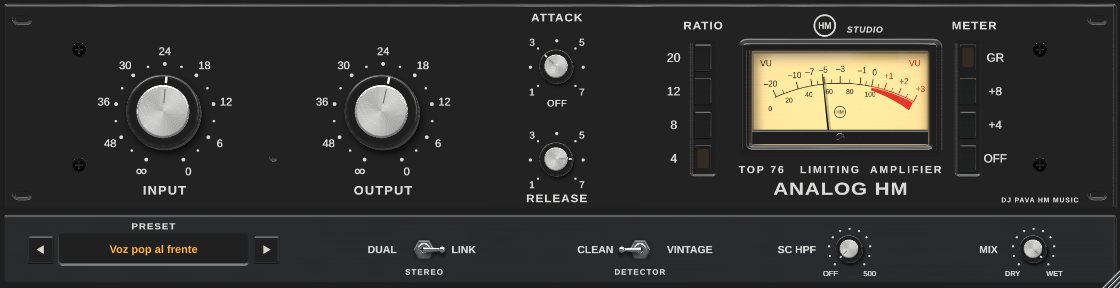 ATTACK
RATIO
HM STUDIO
METER
24
30 18
36 12
48 6
∞ 0
INPUT
24
30 18
36 12
48 6
∞ 0
OUTPUT
3 5
1 7
OFF
3 5
1 7
RELEASE
20
12
8
4
VU VU
-20 -10 -7 -5 -3 -1 0 +1 +2 +3
0 20 40 60 80 100
HM
GR
+8
+4
OFF
TOP 76 LIMITING AMPLIFIER
ANALOG HM
DJ PAVA HM MUSIC
PRESET
◄ Voz pop al frente ►
DUAL LINK
STEREO
CLEAN VINTAGE
DETECTOR
SC HPF
OFF 500
MIX
DRY WET